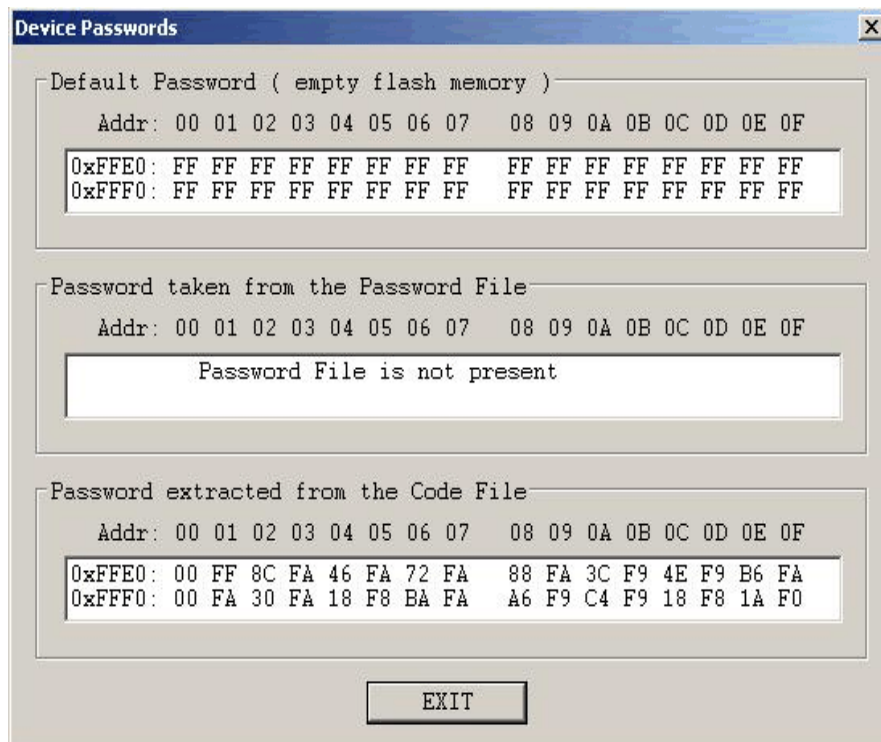 Device Passwords
Default Password ( empty flash memory )
Addr: 00 01 02 03 04 05 06 07 08 09 0A 0B 0C 0D 0E 0F
0xFFE0: FF FF FF FF FF FF FF FF FF FF FF FF FF FF FF FF
0xFFF0: FF FF FF FF FF FF FF FF FF FF FF FF FF FF FF FF
Password taken from the Password File
Addr: 00 01 02 03 04 05 06 07 08 09 0A 0B 0C 0D 0E 0F
Password File is not present
Password extracted from the Code File
Addr: 00 01 02 03 04 05 06 07 08 09 0A 0B 0C 0D 0E 0F
0xFFE0: 00 FF 8C FA 46 FA 72 FA 88 FA 3C F9 4E F9 B6 FA
0xFFF0: 00 FA 30 FA 18 F8 BA FA A6 F9 C4 F9 18 F8 1A F0
EXIT